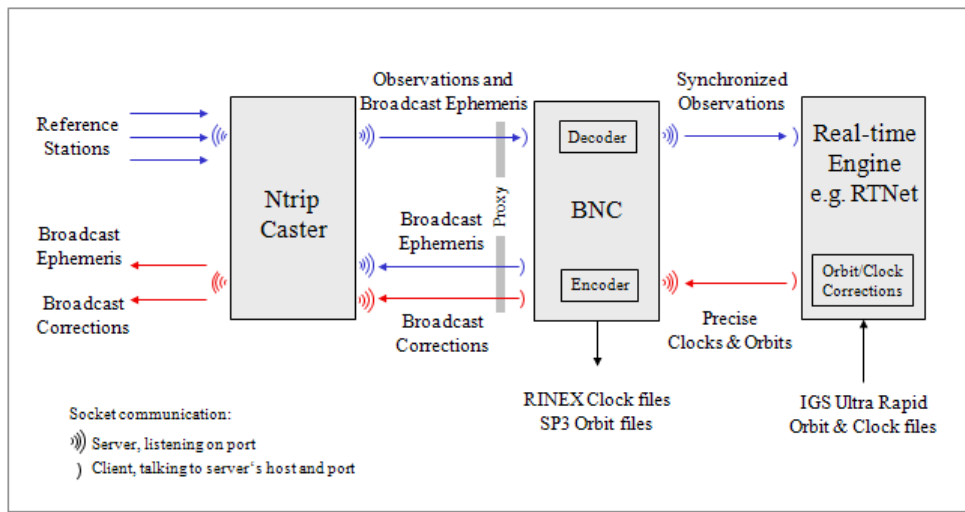 Observations and
Broadcast Ephemeris
Synchronized
Observations
Reference
Stations
Ntrip
Caster
Decoder
BNC
Real-time
Engine
e.g. RTNet
Proxy
Broadcast
Ephemeris
Broadcast
Ephemeris
Encoder
Orbit/Clock
Corrections
Broadcast
Corrections
Broadcast
Corrections
Precise
Clocks & Orbits
RINEX Clock files
SP3 Orbit files
IGS Ultra Rapid
Orbit & Clock files
Socket communication:
Server, listening on port
Client, talking to server‘s host and port